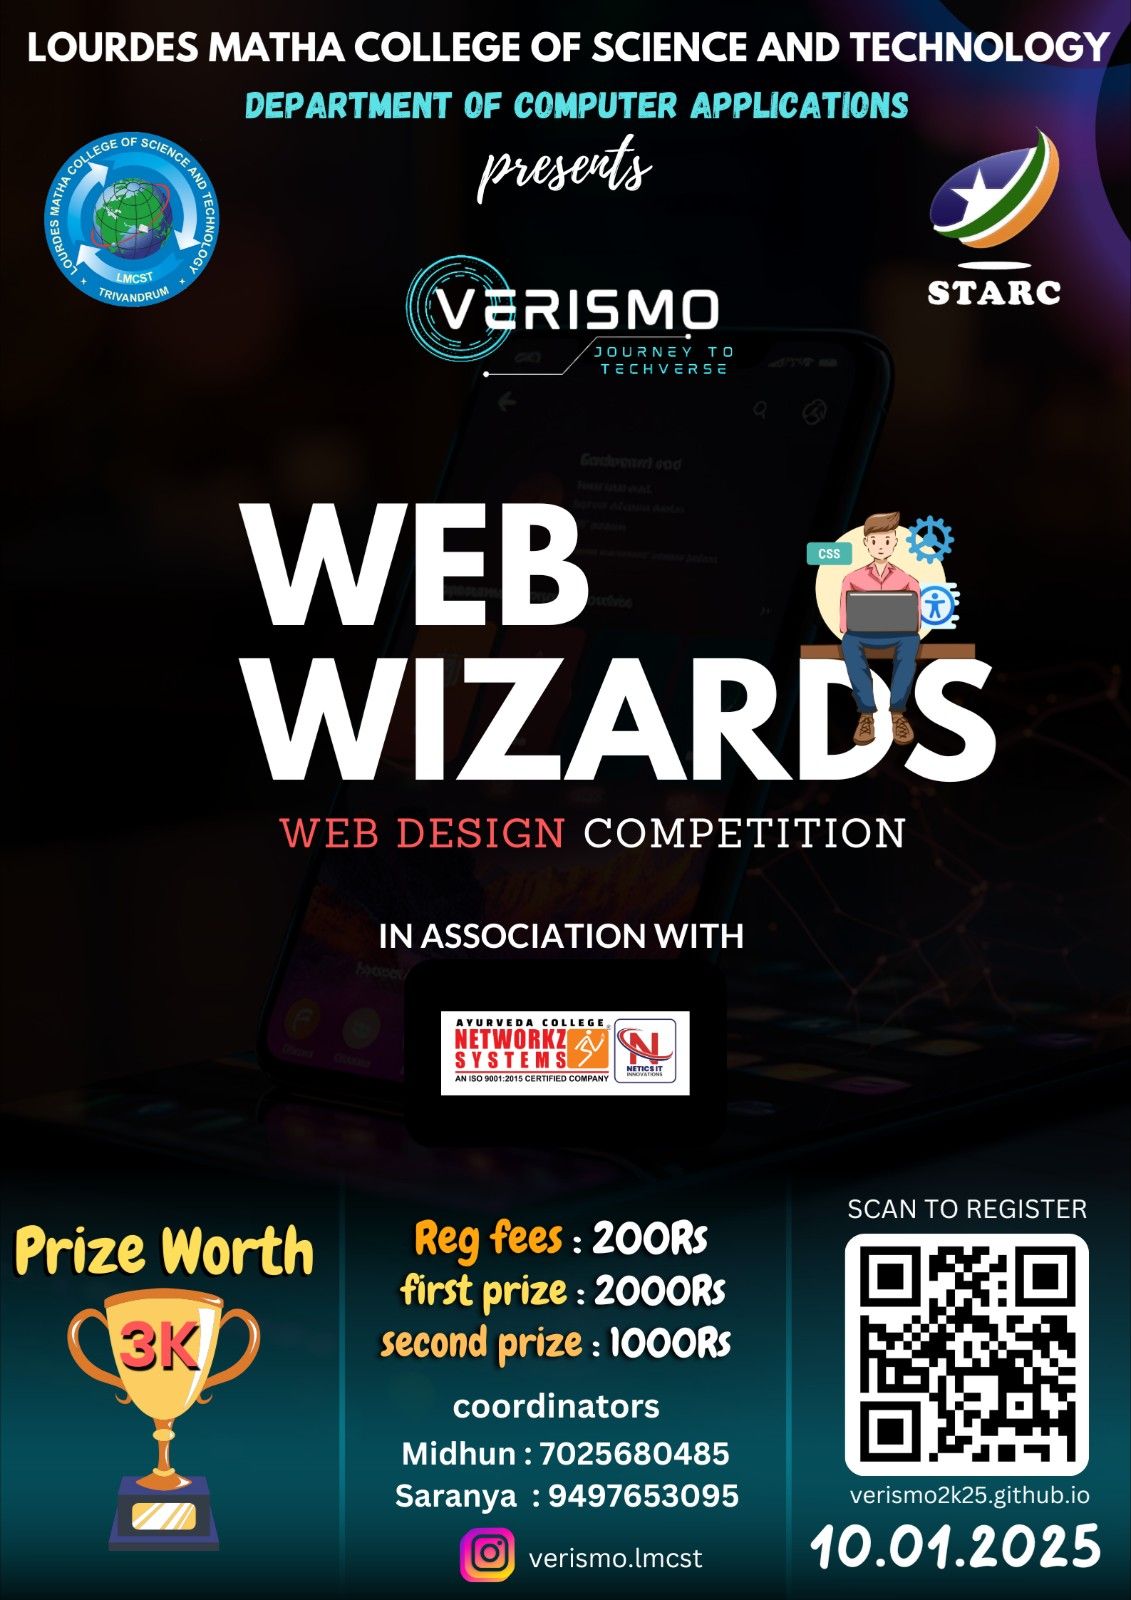 LOURDES MATHA COLLEGE OF SCIENCE AND TECHNOLOGY
DEPARTMENT OF COMPUTER APPLICATIONS
presents
LOURDES MATHA COLLEGE OF SCIENCE AND TECHNOLOGY
LMCST
TRIVANDRUM
STARC
VERISMO
JOURNEY TO
TECHVERSE
WEB
CSS
WIZARDS
WEB DESIGN COMPETITION
IN ASSOCIATION WITH
AYURVEDA COLLEGE
NETWORKZ
SYSTEMS
AN ISO 9001:2015 CERTIFIED COMPANY
N
NETICS IT
INNOVATIONS
Prize Worth
3K
Reg fees : 200Rs
first prize : 2000Rs
second prize : 1000Rs
coordinators
Midhun : 7025680485
Saranya : 9497653095
verismo.lmcst
SCAN TO REGISTER
verismo2k25.github.io
10.01.2025